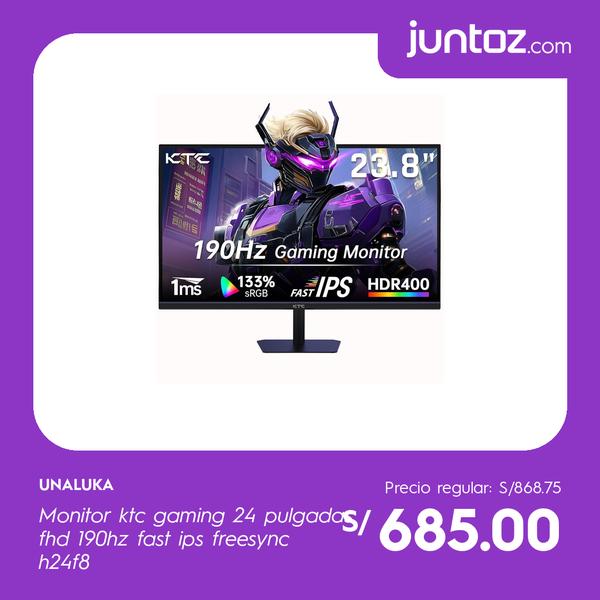 juntoz.com
KTC
23.8"
190Hz Gaming Monitor
1ms
133%
sRGB
FAST IPS
HDR400
KTC
UNALUKA
Precio regular: S/868.75
Monitor ktc gaming 24 pulgadas
fhd 190hz fast ips freesync
h24f8
S/ 685.00